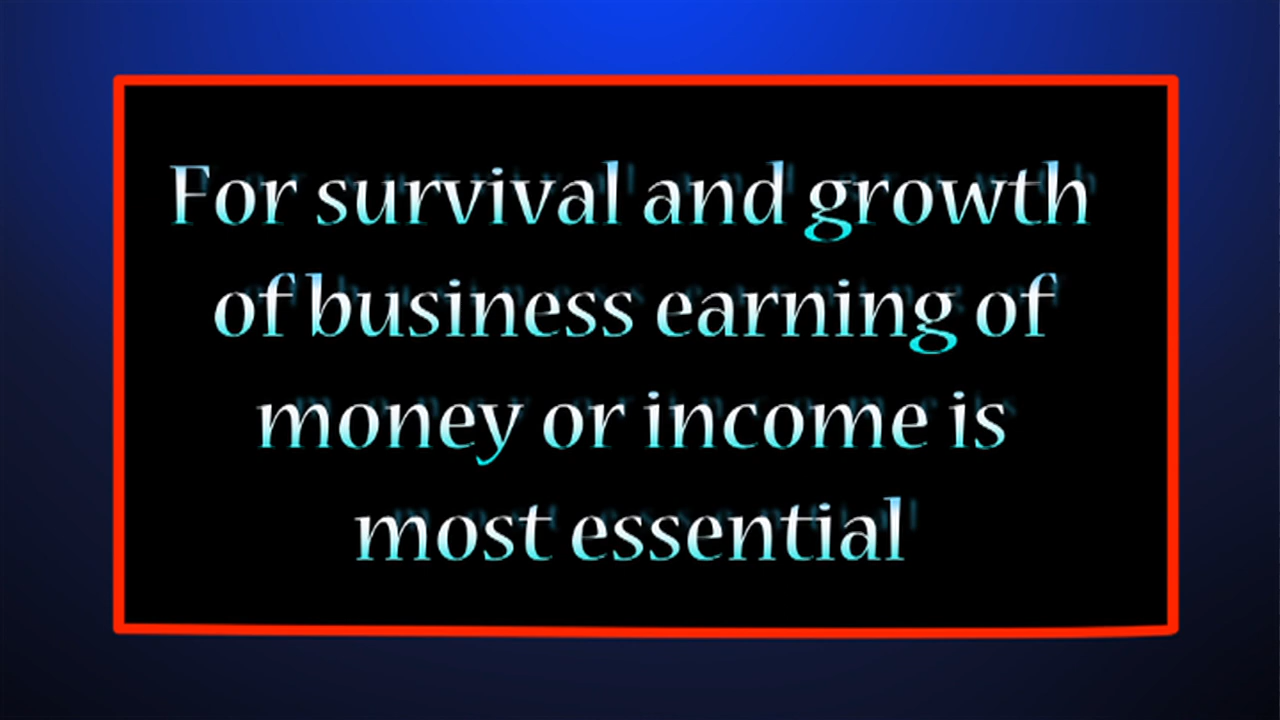 For survival and growth
of business earning of
money or income is
most essential